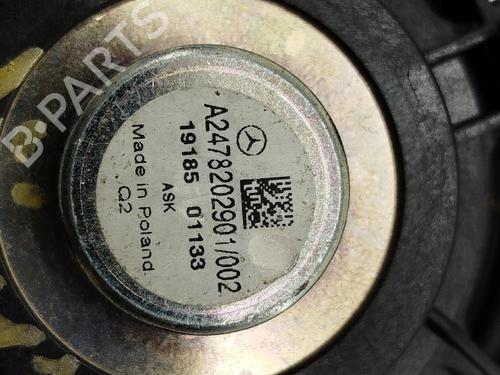 A2478202901/002
19185 01133
ASK
Made in Poland
Q2
B-PARTS